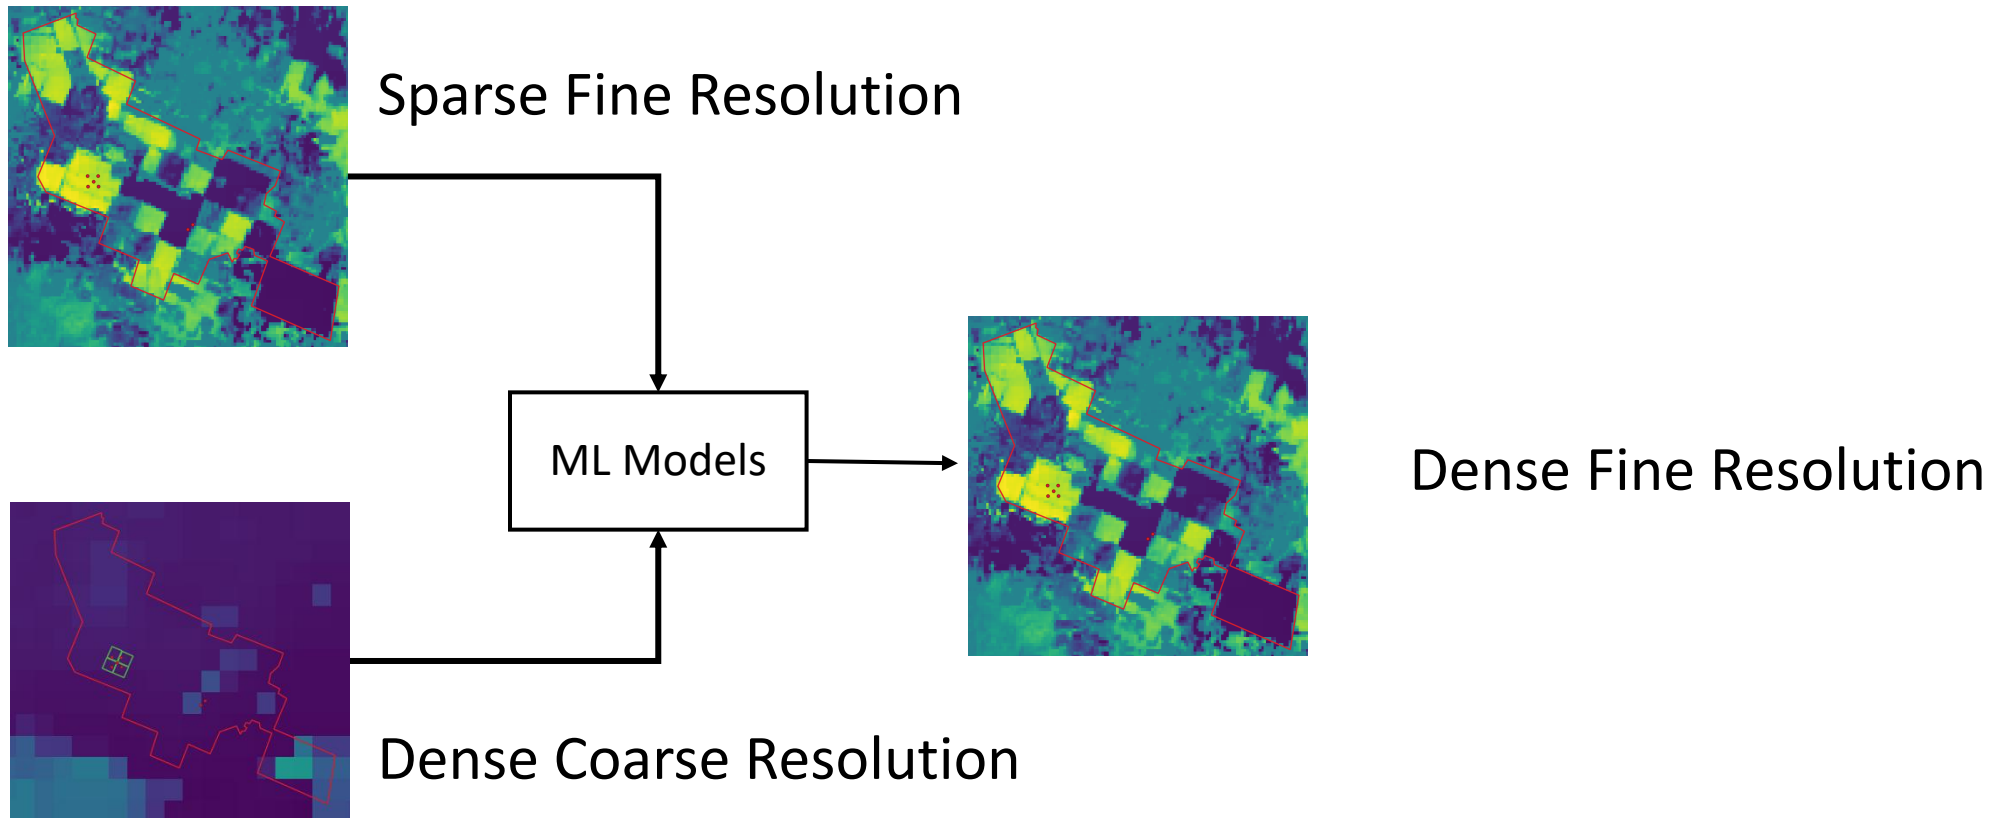 Sparse Fine Resolution
ML Models
Dense Fine Resolution
Dense Coarse Resolution